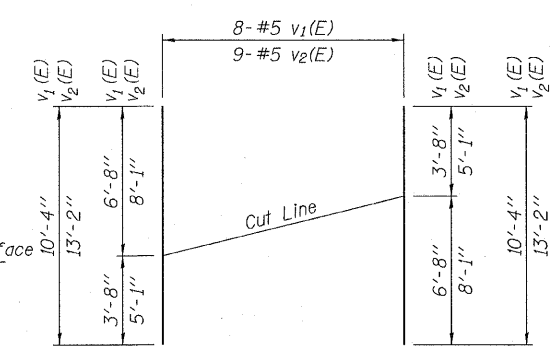 8-#5 v1(E)
9-#5 v2(E)
v1(E)
v2(E)
v1(E)
v2(E)
v1(E)
v2(E)
v1(E)
v2(E)
10'-4"
13'-2"
6'-8"
8'-1"
3'-8"
5'-1"
Cut Line
3'-8"
5'-1"
6'-8"
8'-1"
10'-4"
13'-2"
face